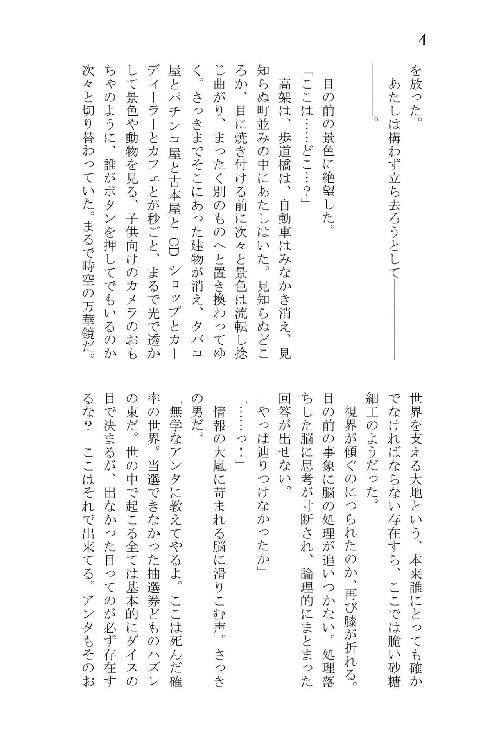 4
を放った。
あたしは構わず立ち去ろうとして――――――
――――。
目の前の景色に絶望した。
「ここは……どこ…?」
高架は、歩道橋は、自動車はみなかき消え、見
知らぬ町並みの中にあたしはいた。見知らぬどこ
ろか、目に焼き付ける前に次々と景色は流転し捻
じ曲がり、まったく別のものへと置き換わってゆ
く。さっきまでそこにあった建物が消え、タバコ
屋とパチンコ屋と古本屋とCDショップとカー
ディーラーとカフェとが秒ごと、まるで光で透か
して景色や動物を見る、子供向けのカメラのおも
ちゃのように、誰がボタンを押してでもいるのか
次々と切り替わっていた。まるで時空の万華鏡だ。
世界を支える大地という、本来誰にとっても確か
でなければならない存在すら、ここでは脆い砂糖
細工のようだった。
視界が傾ぐのにつられたのか、再び膝が折れる。
目の前の事象に脳の処理が追いつかない。処理落
ちした脳に思考が寸断され、論理的にまとまった
回答が出せない。
「やっぱ辿りつけなかったか」
「……っ!」
情報の大嵐に苛まれる脳に滑りこむ声。さっき
の男だ。
「無学なアンタに教えてやるよ。ここは死んだ確
率の世界。当選できなかった抽選券どものハズレ
の束だ。世の中で起こる全ては基本的にダイスの
目で決まるが、出なかった目ってのが必ず存在す
るな? ここはそれで出来てる。アンタもそのお